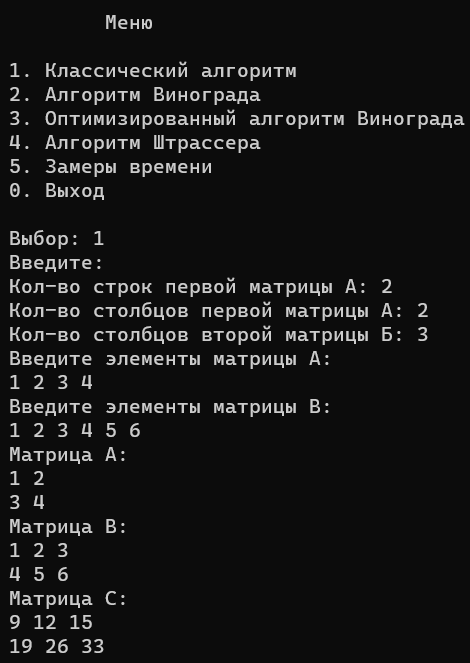 Меню
1. Классический алгоритм
2. Алгоритм Винограда
3. Оптимизированный алгоритм Винограда
4. Алгоритм Штрассера
5. Замеры времени
0. Выход
Выбор: 1
Введите:
Кол-во строк первой матрицы А: 2
Кол-во столбцов первой матрицы А: 2
Кол-во столбцов второй матрицы Б: 3
Введите элементы матрицы А:
1 2 3 4
Введите элементы матрицы В:
1 2 3 4 5 6
Матрица А:
1 2
3 4
Матрица В:
1 2 3
4 5 6
Матрица С:
9 12 15
19 26 33